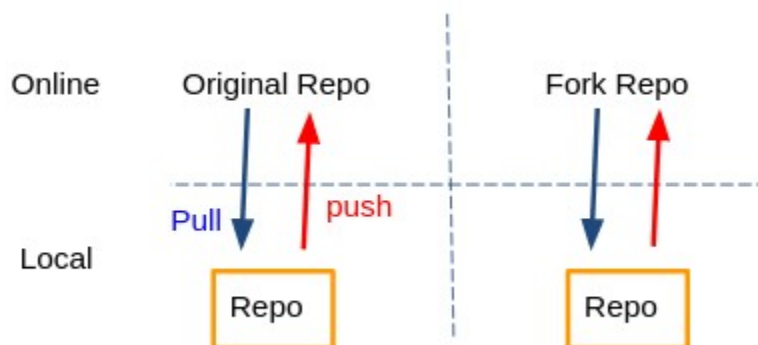 Online
Original Repo
Fork Repo
Pull
push
Local
Repo
Repo